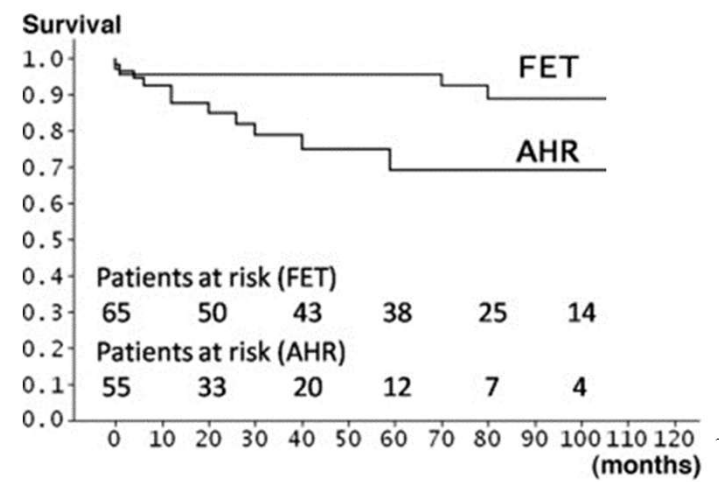 Survival
1.0
FET
0.9
0.8
AHR
0.7
0.6
0.5
0.4
Patients at risk (FET)
0.3
65 50 43 38 25 14
0.2
Patients at risk (AHR)
0.1
55 33 20 12 7 4
0.0
0 10 20 30 40 50 60 70 80 90 100 110 120
(months)